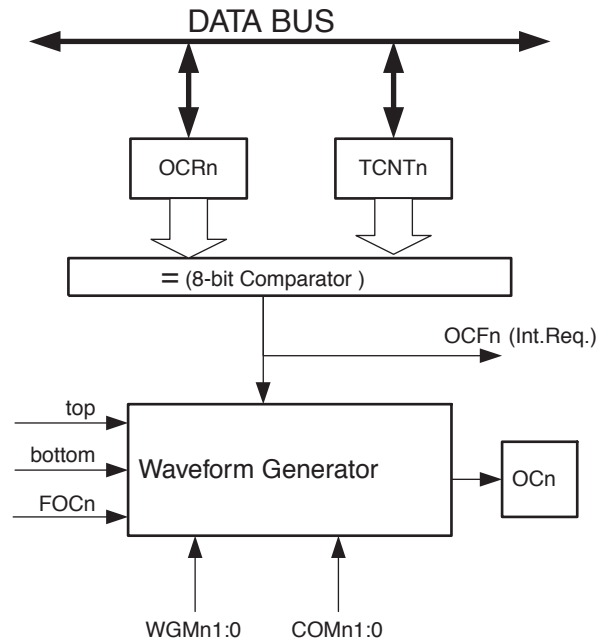 DATA BUS
OCRn
TCNTn
= (8-bit Comparator )
OCFn (Int.Req.)
top
bottom
FOCn
Waveform Generator
OCn
WGMn1:0
COMn1:0